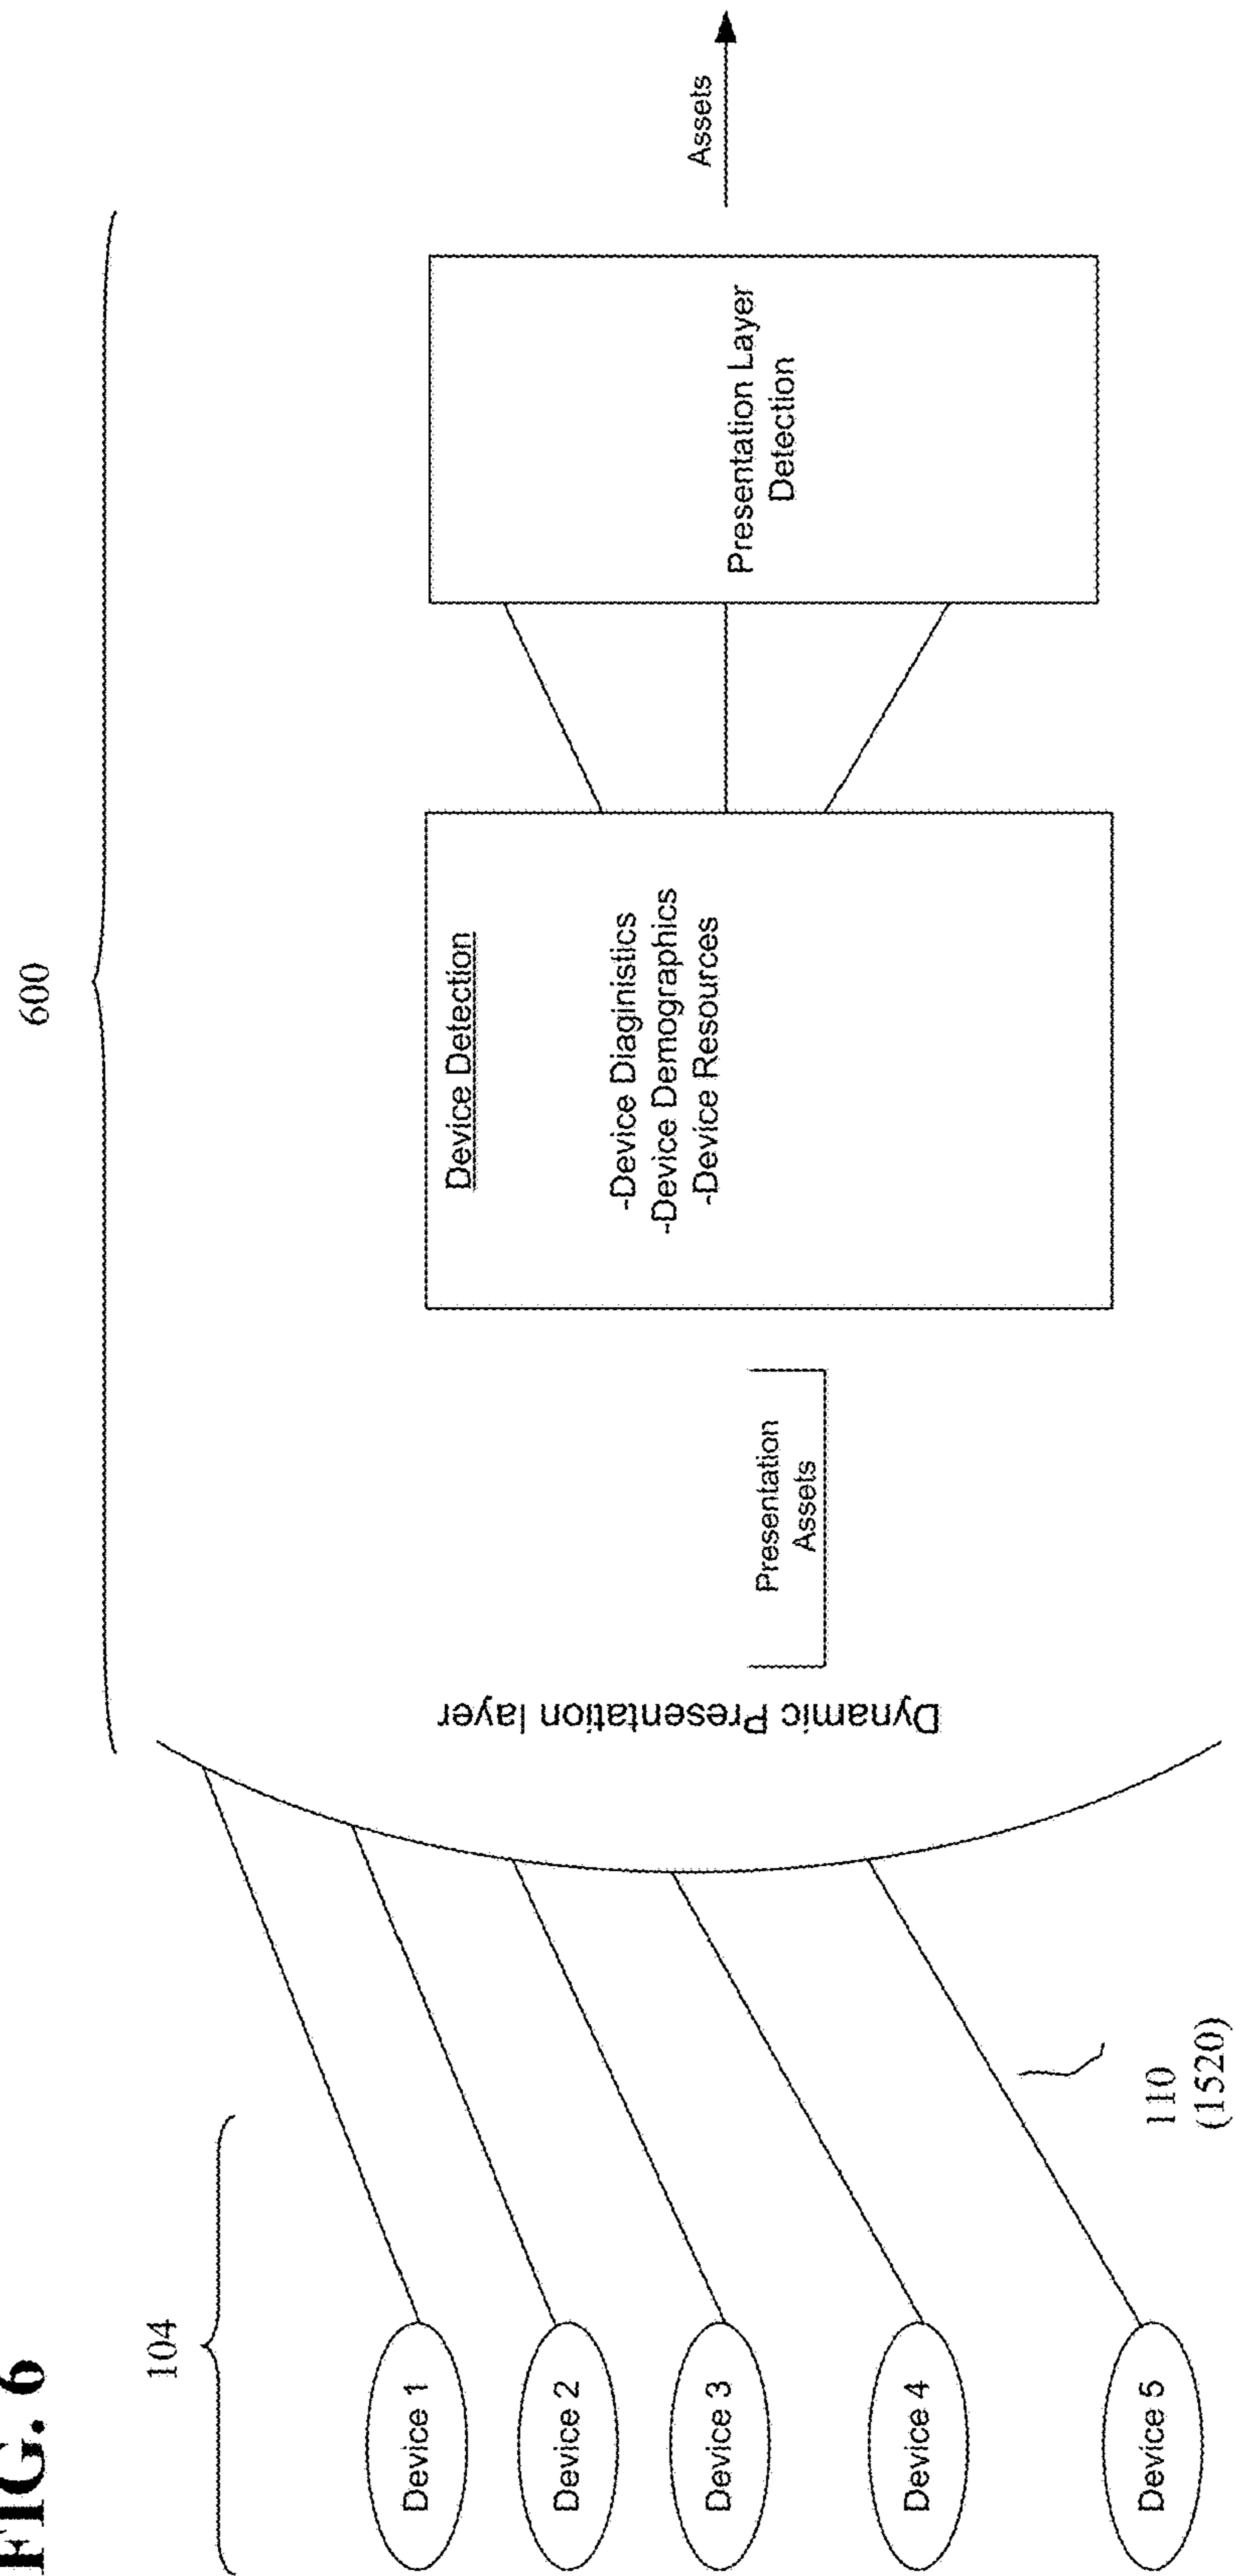 FIG. 6
600
104
Device 1
Device 2
Device 3
Device 4
Device 5
110
(1520)
Dynamic Presentation layer
Presentation
Assets
Device Detection
-Device Diaginistics
-Device Demographics
-Device Resources
Presentation Layer
Detection
Assets